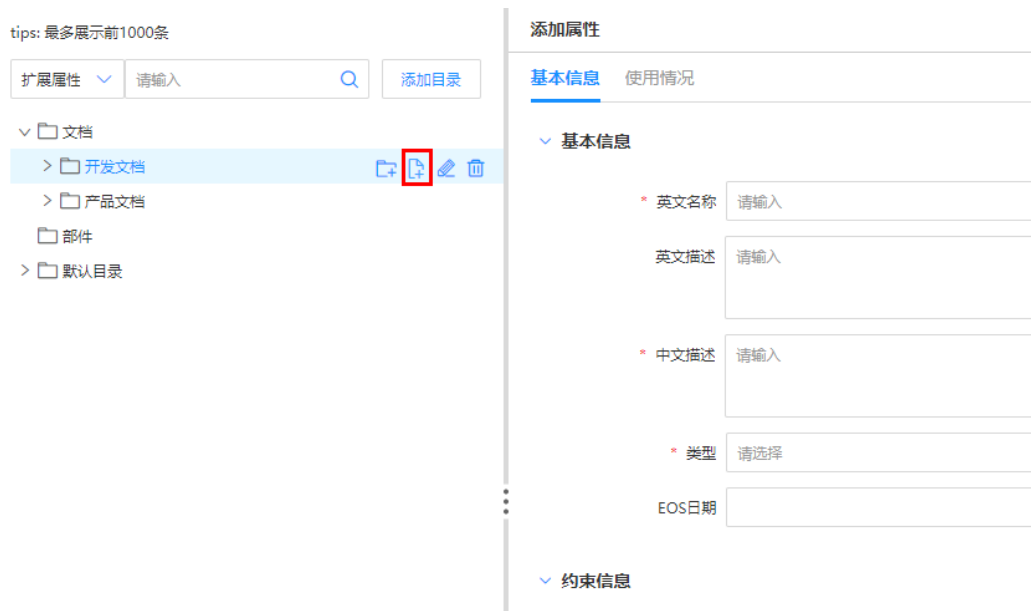 tips: 最多展示前1000条
扩展属性
请输入
添加目录
文档
开发文档
产品文档
部件
默认目录
添加属性
基本信息
使用情况
基本信息
* 英文名称
请输入
英文描述
请输入
* 中文描述
请输入
* 类型
请选择
EOS日期
约束信息